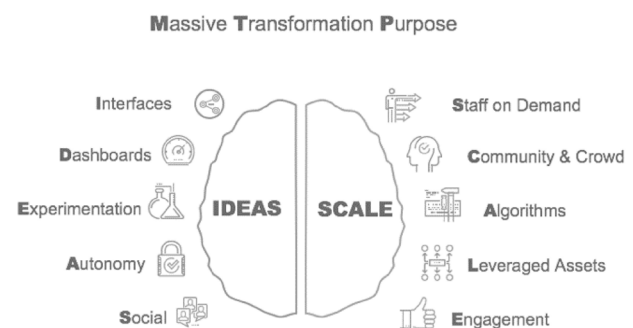 Massive Transformation Purpose
Interfaces
Staff on Demand
Dashboards
Community & Crowd
Experimentation
IDEAS
SCALE
Algorithms
Autonomy
Leveraged Assets
Social
Engagement